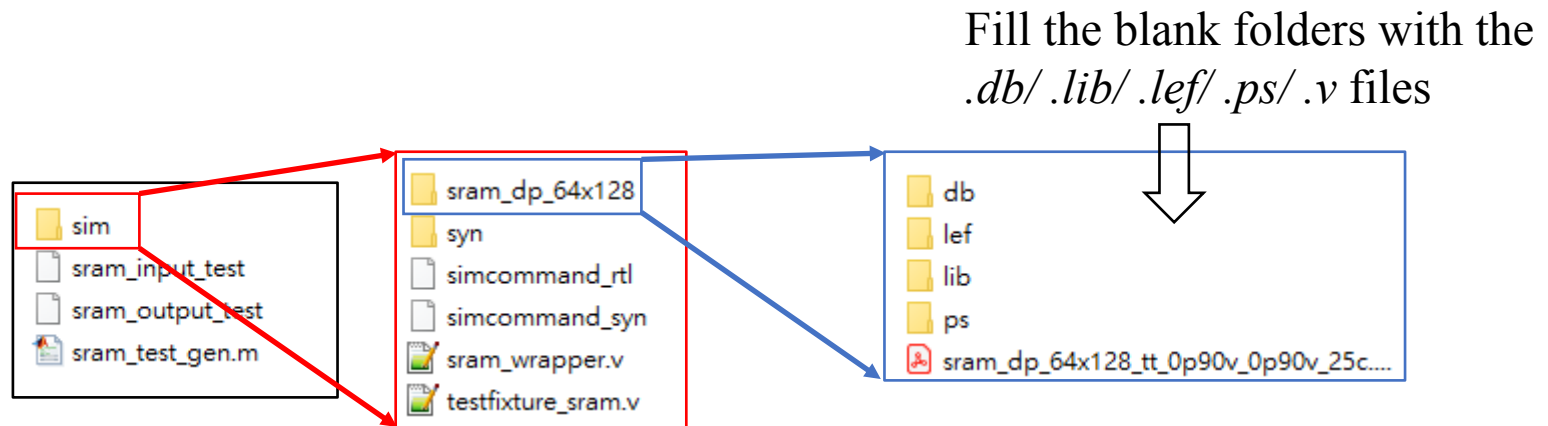 Fill the blank folders with the
.db/ .lib/ .lef/ .ps/ .v files
sim
sram_input_test
sram_output_test
sram_test_gen.m
sram_dp_64x128
syn
simcommand_rtl
simcommand_syn
sram_wrapper.v
testfixture_sram.v
db
lef
lib
ps
sram_dp_64x128_tt_0p90v_0p90v_25c....